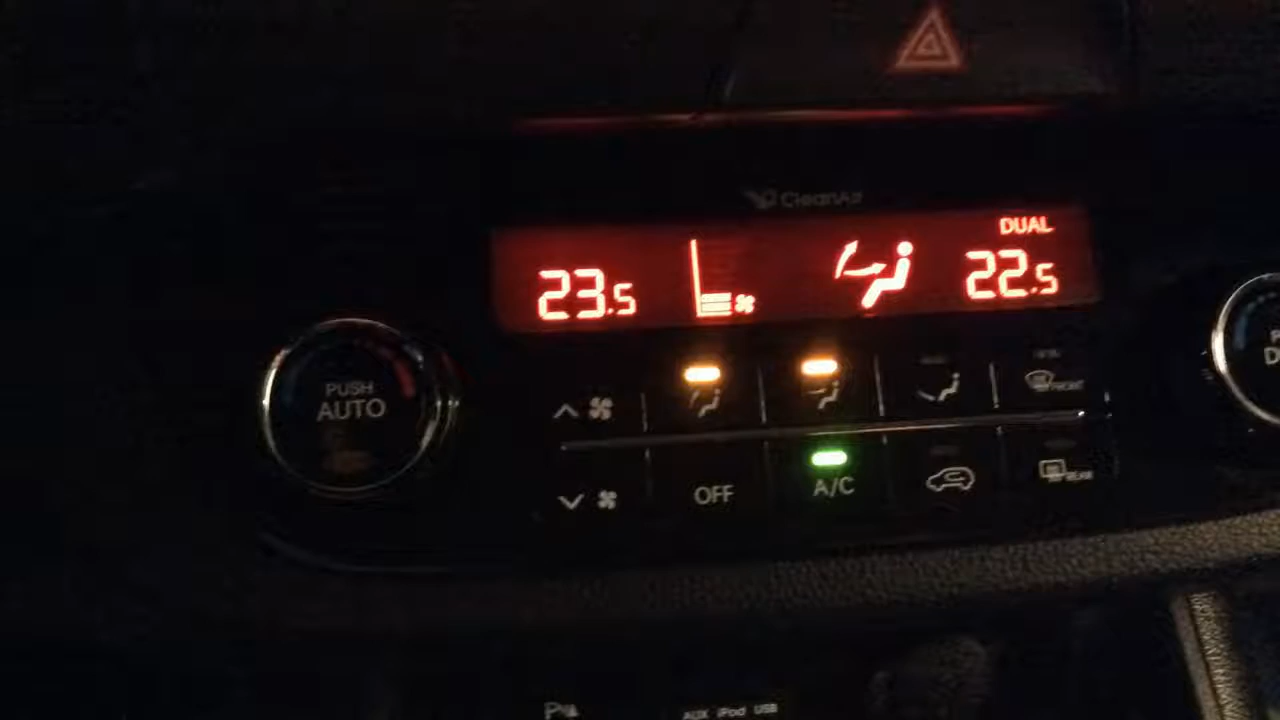 CleanAir
DUAL
23.5
22.5
PUSH
AUTO
FRONT
OFF
A/C
REAR
AUX iPod USB